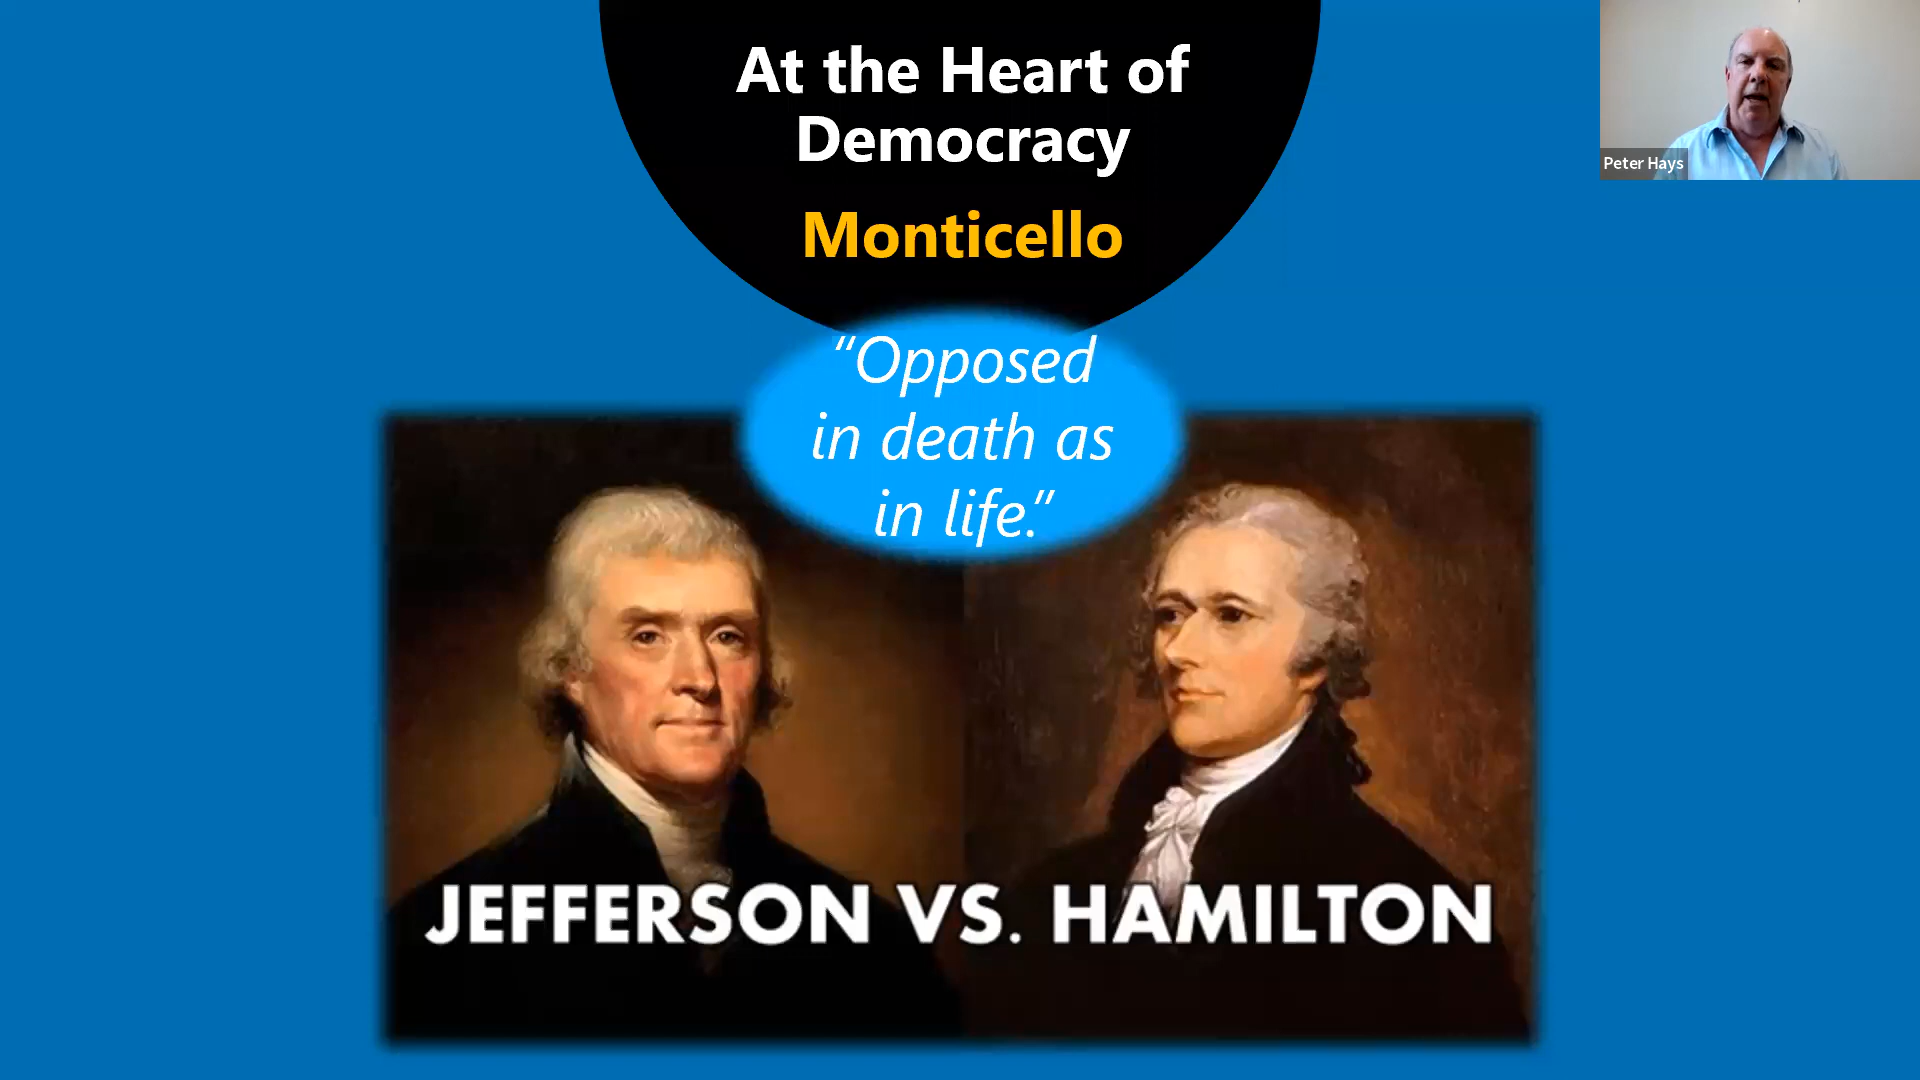 At the Heart of
Democracy
Monticello
“Opposed
in death as
in life.”
JEFFERSON VS. HAMILTON
Peter Hays